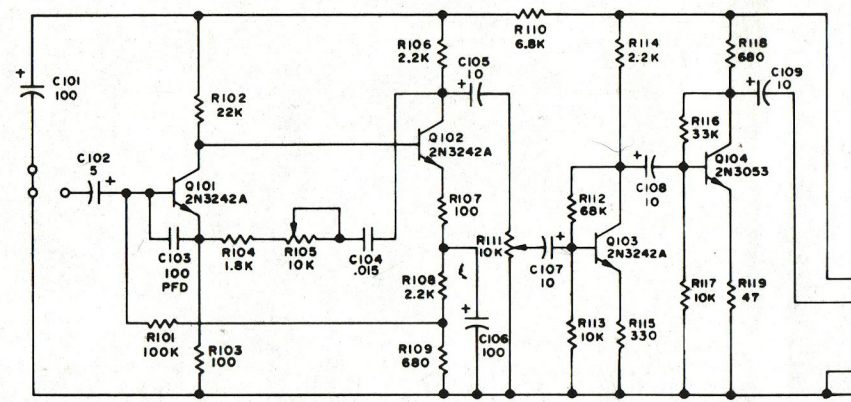 C101
100
R102
22K
R106
2.2K
C105
10
R110
6.8K
R114
2.2K
R118
680
C109
10
C102
5
Q101
2N3242A
Q102
2N3242A
R116
33K
Q104
2N3053
C108
10
C103
100
PFD
R104
1.8K
R105
10K
C104
.015
R107
100
R111
10K
R112
68K
C107
10
Q103
2N3242A
R108
2.2K
C106
100
R101
100K
R103
100
R109
680
R113
10K
R115
330
R117
10K
R119
47